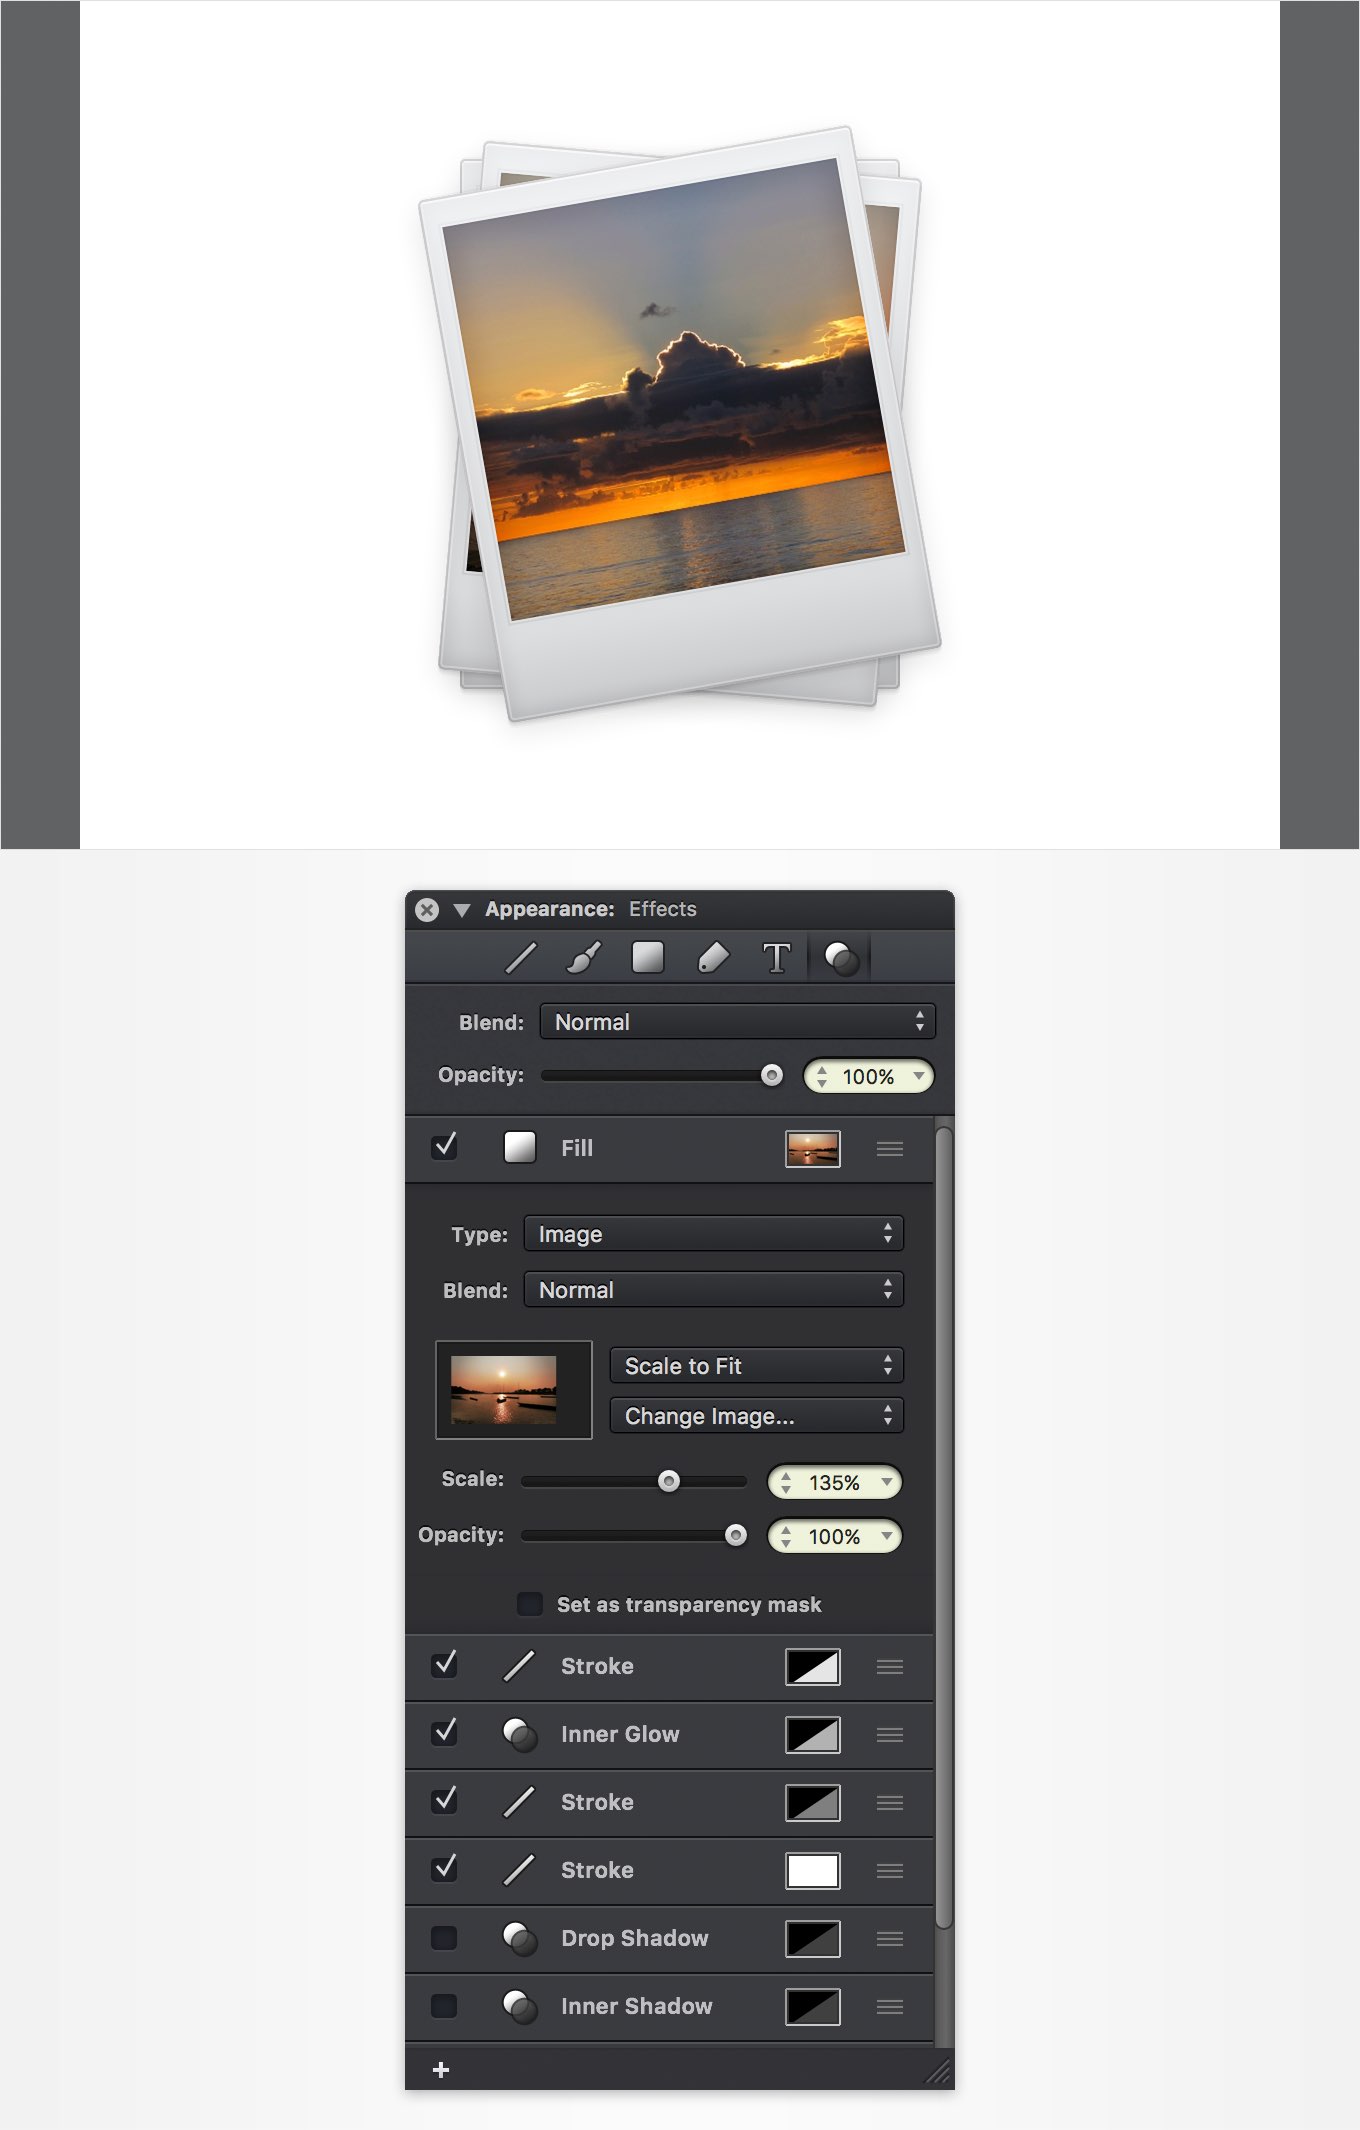 Appearance: Effects
T
Blend: Normal
Opacity: 100%
Fill
Type: Image
Blend: Normal
Scale to Fit
Change Image...
Scale: 135%
Opacity: 100%
Set as transparency mask
Stroke
Inner Glow
Stroke
Stroke
Drop Shadow
Inner Shadow